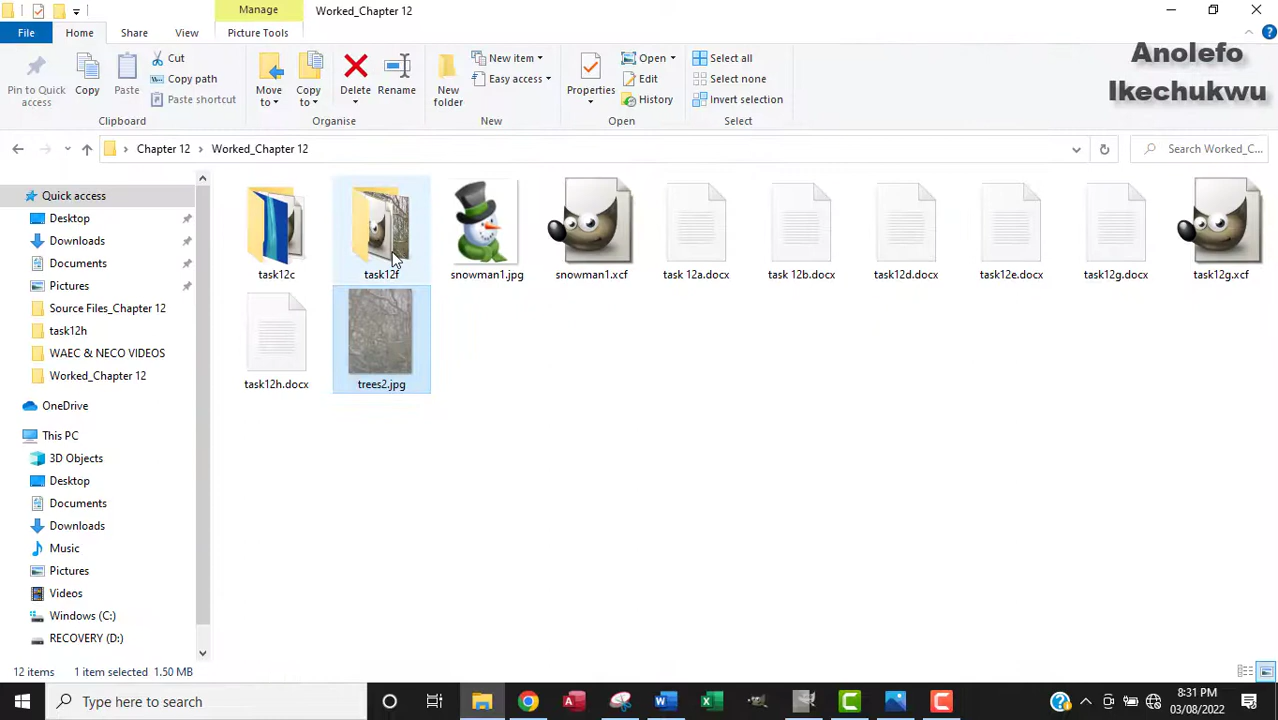 Manage
Worked_Chapter 12
File
Home
Share
View
Picture Tools
Anolefo
Ikechukwu
Pin to Quick
access
Copy
Paste
Cut
Copy path
Paste shortcut
Clipboard
Move
to
Copy
to
Delete
Rename
Organise
New
folder
New item
Easy access
New
Properties
Open
Edit
History
Open
Select all
Select none
Invert selection
Select
Chapter 12
Worked_Chapter 12
Search Worked_C...
Quick access
Desktop
Downloads
Documents
Pictures
Source Files_Chapter 12
task12h
WAEC & NECO VIDEOS
Worked_Chapter 12
OneDrive
This PC
3D Objects
Desktop
Documents
Downloads
Music
Pictures
Videos
Windows (C:)
RECOVERY (D:)
task12c
task12f
snowman1.jpg
snowman1.xcf
task 12a.docx
task 12b.docx
task12d.docx
task12e.docx
task12g.docx
task12g.xcf
task12h.docx
trees2.jpg
12 items
1 item selected 1.50 MB
Type here to search
8:31 PM
03/08/2022